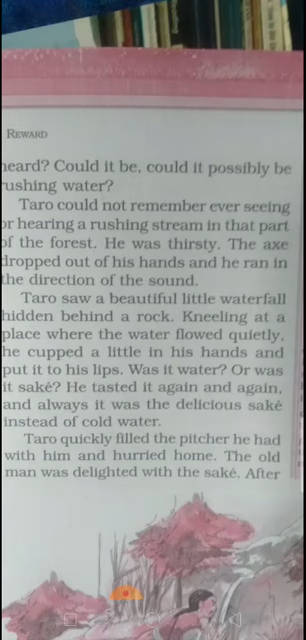 REWARD
heard? Could it be, could it possibly be
rushing water?
Taro could not remember ever seeing
or hearing a rushing stream in that part
of the forest. He was thirsty. The axe
dropped out of his hands and he ran in
the direction of the sound.
Taro saw a beautiful little waterfall
hidden behind a rock. Kneeling at a
place where the water flowed quietly,
he cupped a little in his hands and
put it to his lips. Was it water? Or was
it saké? He tasted it again and again,
and always it was the delicious saké
instead of cold water.
Taro quickly filled the pitcher he had
with him and hurried home. The old
man was delighted with the saké. After